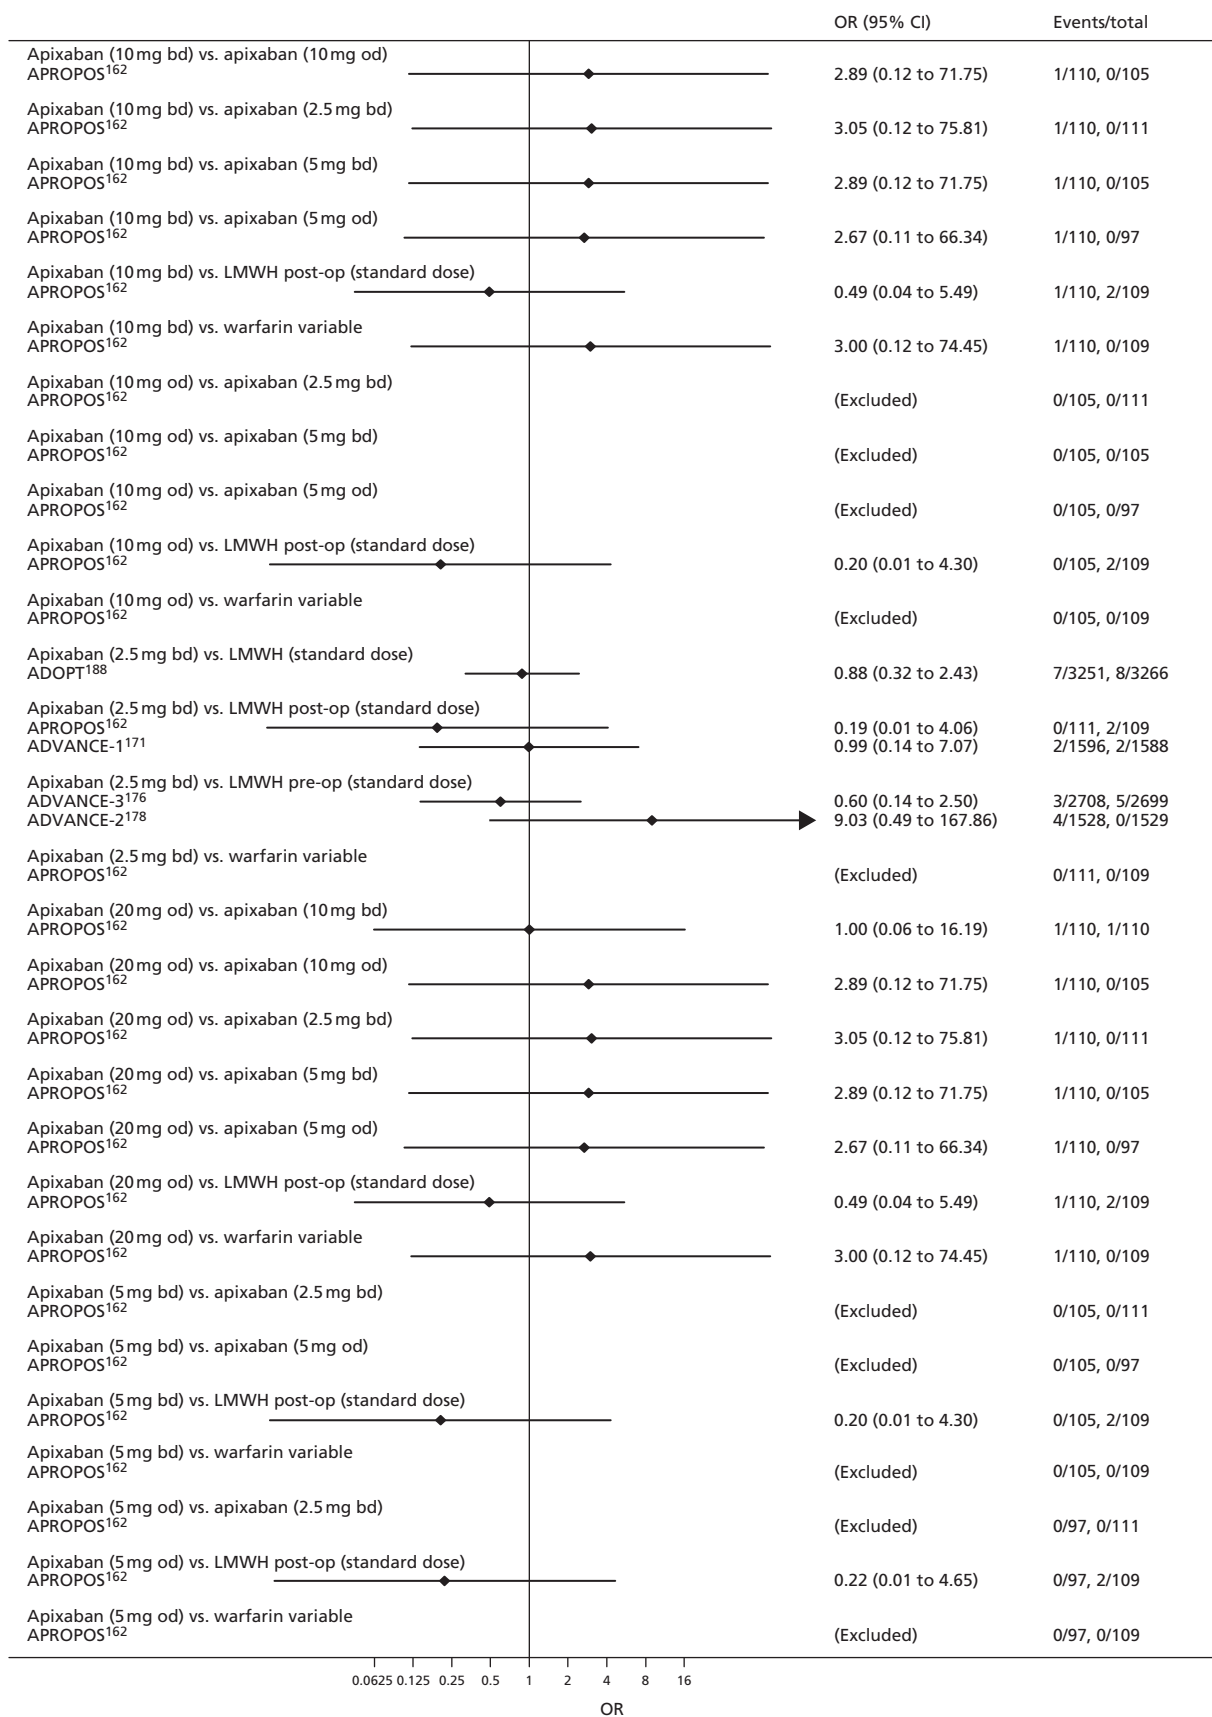 OR (95% CI) Events/total
Apixaban (10 mg bd) vs. apixaban (10 mg od)
APROPOS162 2.89 (0.12 to 71.75) 1/110, 0/105
Apixaban (10 mg bd) vs. apixaban (2.5 mg bd)
APROPOS162 3.05 (0.12 to 75.81) 1/110, 0/111
Apixaban (10 mg bd) vs. apixaban (5 mg bd)
APROPOS162 2.89 (0.12 to 71.75) 1/110, 0/105
Apixaban (10 mg bd) vs. apixaban (5 mg od)
APROPOS162 2.67 (0.11 to 66.34) 1/110, 0/97
Apixaban (10 mg bd) vs. LMWH post-op (standard dose)
APROPOS162 0.49 (0.04 to 5.49) 1/110, 2/109
Apixaban (10 mg bd) vs. warfarin variable
APROPOS162 3.00 (0.12 to 74.45) 1/110, 0/109
Apixaban (10 mg od) vs. apixaban (2.5 mg bd)
APROPOS162 (Excluded) 0/105, 0/111
Apixaban (10 mg od) vs. apixaban (5 mg bd)
APROPOS162 (Excluded) 0/105, 0/105
Apixaban (10 mg od) vs. apixaban (5 mg od)
APROPOS162 (Excluded) 0/105, 0/97
Apixaban (10 mg od) vs. LMWH post-op (standard dose)
APROPOS162 0.20 (0.01 to 4.30) 0/105, 2/109
Apixaban (10 mg od) vs. warfarin variable
APROPOS162 (Excluded) 0/105, 0/109
Apixaban (2.5 mg bd) vs. LMWH (standard dose)
ADOPT188 0.88 (0.32 to 2.43) 7/3251, 8/3266
Apixaban (2.5 mg bd) vs. LMWH post-op (standard dose)
APROPOS162 0.19 (0.01 to 4.06) 0/111, 2/109
ADVANCE-1171 0.99 (0.14 to 7.07) 2/1596, 2/1588
Apixaban (2.5 mg bd) vs. LMWH pre-op (standard dose)
ADVANCE-3176 0.60 (0.14 to 2.50) 3/2708, 5/2699
ADVANCE-2178 9.03 (0.49 to 167.86) 4/1528, 0/1529
Apixaban (2.5 mg bd) vs. warfarin variable
APROPOS162 (Excluded) 0/111, 0/109
Apixaban (20 mg od) vs. apixaban (10 mg bd)
APROPOS162 1.00 (0.06 to 16.19) 1/110, 1/110
Apixaban (20 mg od) vs. apixaban (10 mg od)
APROPOS162 2.89 (0.12 to 71.75) 1/110, 0/105
Apixaban (20 mg od) vs. apixaban (2.5 mg bd)
APROPOS162 3.05 (0.12 to 75.81) 1/110, 0/111
Apixaban (20 mg od) vs. apixaban (5 mg bd)
APROPOS162 2.89 (0.12 to 71.75) 1/110, 0/105
Apixaban (20 mg od) vs. apixaban (5 mg od)
APROPOS162 2.67 (0.11 to 66.34) 1/110, 0/97
Apixaban (20 mg od) vs. LMWH post-op (standard dose)
APROPOS162 0.49 (0.04 to 5.49) 1/110, 2/109
Apixaban (20 mg od) vs. warfarin variable
APROPOS162 3.00 (0.12 to 74.45) 1/110, 0/109
Apixaban (5 mg bd) vs. apixaban (2.5 mg bd)
APROPOS162 (Excluded) 0/105, 0/111
Apixaban (5 mg bd) vs. apixaban (5 mg od)
APROPOS162 (Excluded) 0/105, 0/97
Apixaban (5 mg bd) vs. LMWH post-op (standard dose)
APROPOS162 0.20 (0.01 to 4.30) 0/105, 2/109
Apixaban (5 mg bd) vs. warfarin variable
APROPOS162 (Excluded) 0/105, 0/109
Apixaban (5 mg od) vs. apixaban (2.5 mg bd)
APROPOS162 (Excluded) 0/97, 0/111
Apixaban (5 mg od) vs. LMWH post-op (standard dose)
APROPOS162 0.22 (0.01 to 4.65) 0/97, 2/109
Apixaban (5 mg od) vs. warfarin variable
APROPOS162 (Excluded) 0/97, 0/109
0.0625 0.125 0.25 0.5 1 2 4 8 16
OR